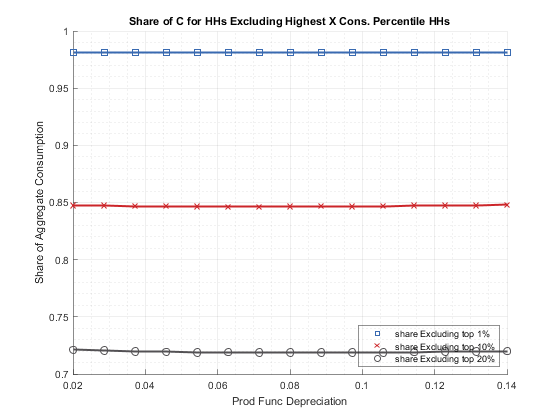 Share of C for HHs Excluding Highest X Cons. Percentile HHs
1
0.95
0.9
0.85
0.8
0.75
0.7
Share of Aggregate Consumption
share Excluding top 1%
share Excluding top 10%
share Excluding top 20%
0.02 0.04 0.06 0.08 0.1 0.12 0.14
Prod Func Depreciation